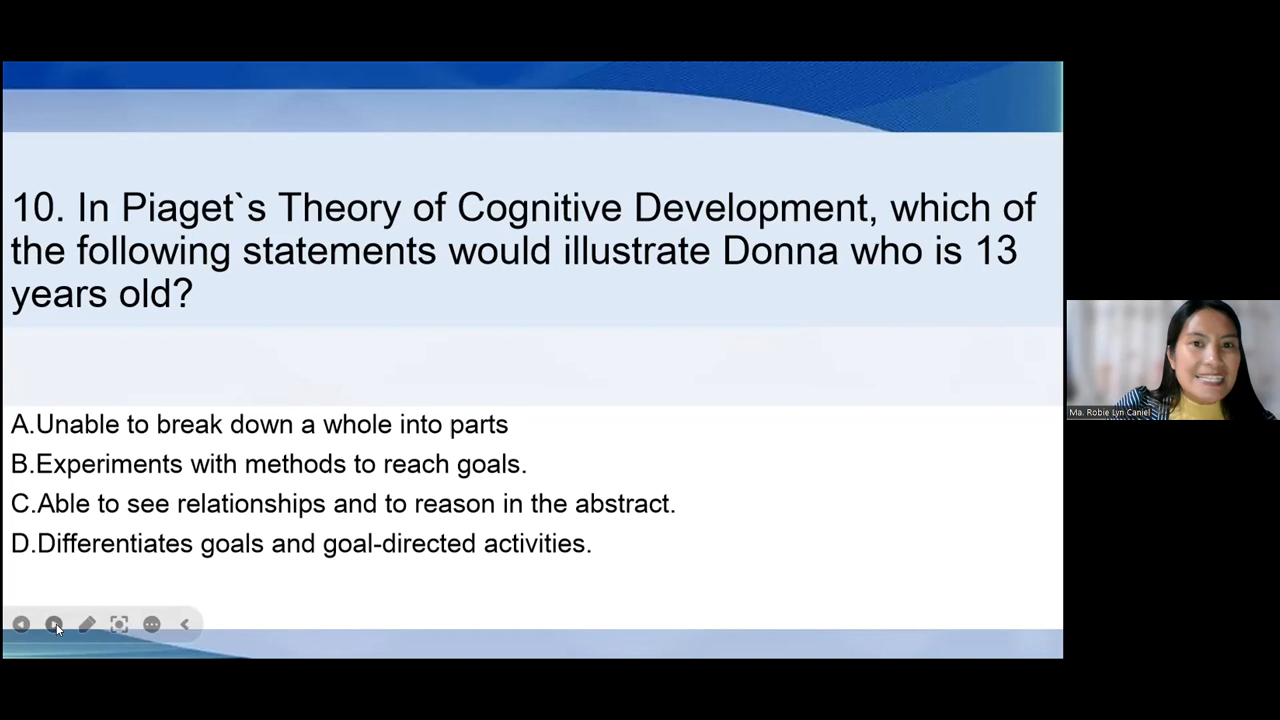 10. In Piaget`s Theory of Cognitive Development, which of
the following statements would illustrate Donna who is 13
years old?
A.Unable to break down a whole into parts
B.Experiments with methods to reach goals.
C.Able to see relationships and to reason in the abstract.
D.Differentiates goals and goal-directed activities.
Ma. Robie Lyn Caniel